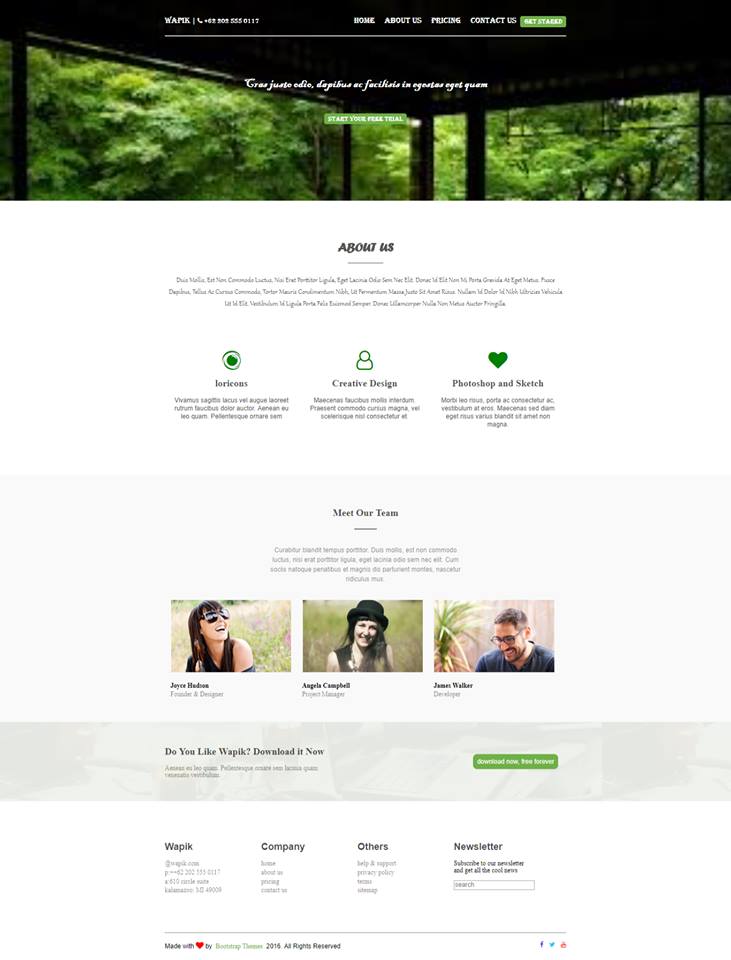 WAPIK | +62 202 555 0117
HOME ABOUT US PRICING CONTACT US GET STARED
Cras justo odio, dapibus ac facilisis in egestas eget quam
START YOUR FREE TRIAL
ABOUT US
Duis Mollis, Est Non Commodo Luctus, Nisi Erat Porttitor Ligula, Eget Lacinia Odio Sem Nec Elit. Donec Id Elit Non Mi Porta Gravida At Eget Metus. Fusce
Dapibus, Tellus Ac Cursus Commodo, Tortor Mauris Condimentum Nibh, Ut Fermentum Massa Justo Sit Amet Risus. Nullam Id Dolor Id Nibh Ultricies Vehicula
Ut Id Elit. Vestibulum Id Ligula Porta Felis Euismod Semper. Donec Ullamcorper Nulla Non Metus Auctor Fringilla.
loricons
Vivamus sagittis lacus vel augue laoreet
rutrum faucibus dolor auctor. Aenean eu
leo quam. Pellentesque ornare sem
Creative Design
Maecenas faucibus mollis interdum.
Praesent commodo cursus magna, vel
scelerisque nisl consectetur et.
Photoshop and Sketch
Morbi leo risus, porta ac consectetur ac,
vestibulum at eros. Maecenas sed diam
eget risus varius blandit sit amet non
magna.
Meet Our Team
Curabitur blandit tempus porttitor. Duis mollis, est non commodo
luctus, nisi erat porttitor ligula, eget lacinia odio sem nec elit. Cum
sociis natoque penatibus et magnis dis parturient montes, nascetur
ridiculus mus.
Joyce Hudson
Founder & Designer
Angela Campbell
Project Manager
James Walker
Developer
Do You Like Wapik? Download it Now
Aenean eu leo quam. Pellentesque ornare sem lacinia quam
venenatis vestibulum.
download now, free forever
Wapik
@wapik.com
p:++62 202 555 0117
a:610 circle suite
kalamazoo: MI 49009
Company
home
about us
pricing
contact us
Others
help & support
privacy policy
terms
sitemap
Newsletter
Subscribe to our newsletter
and get all the cool news
search
Made with by Bootstrap Themes 2016. All Rights Reserved